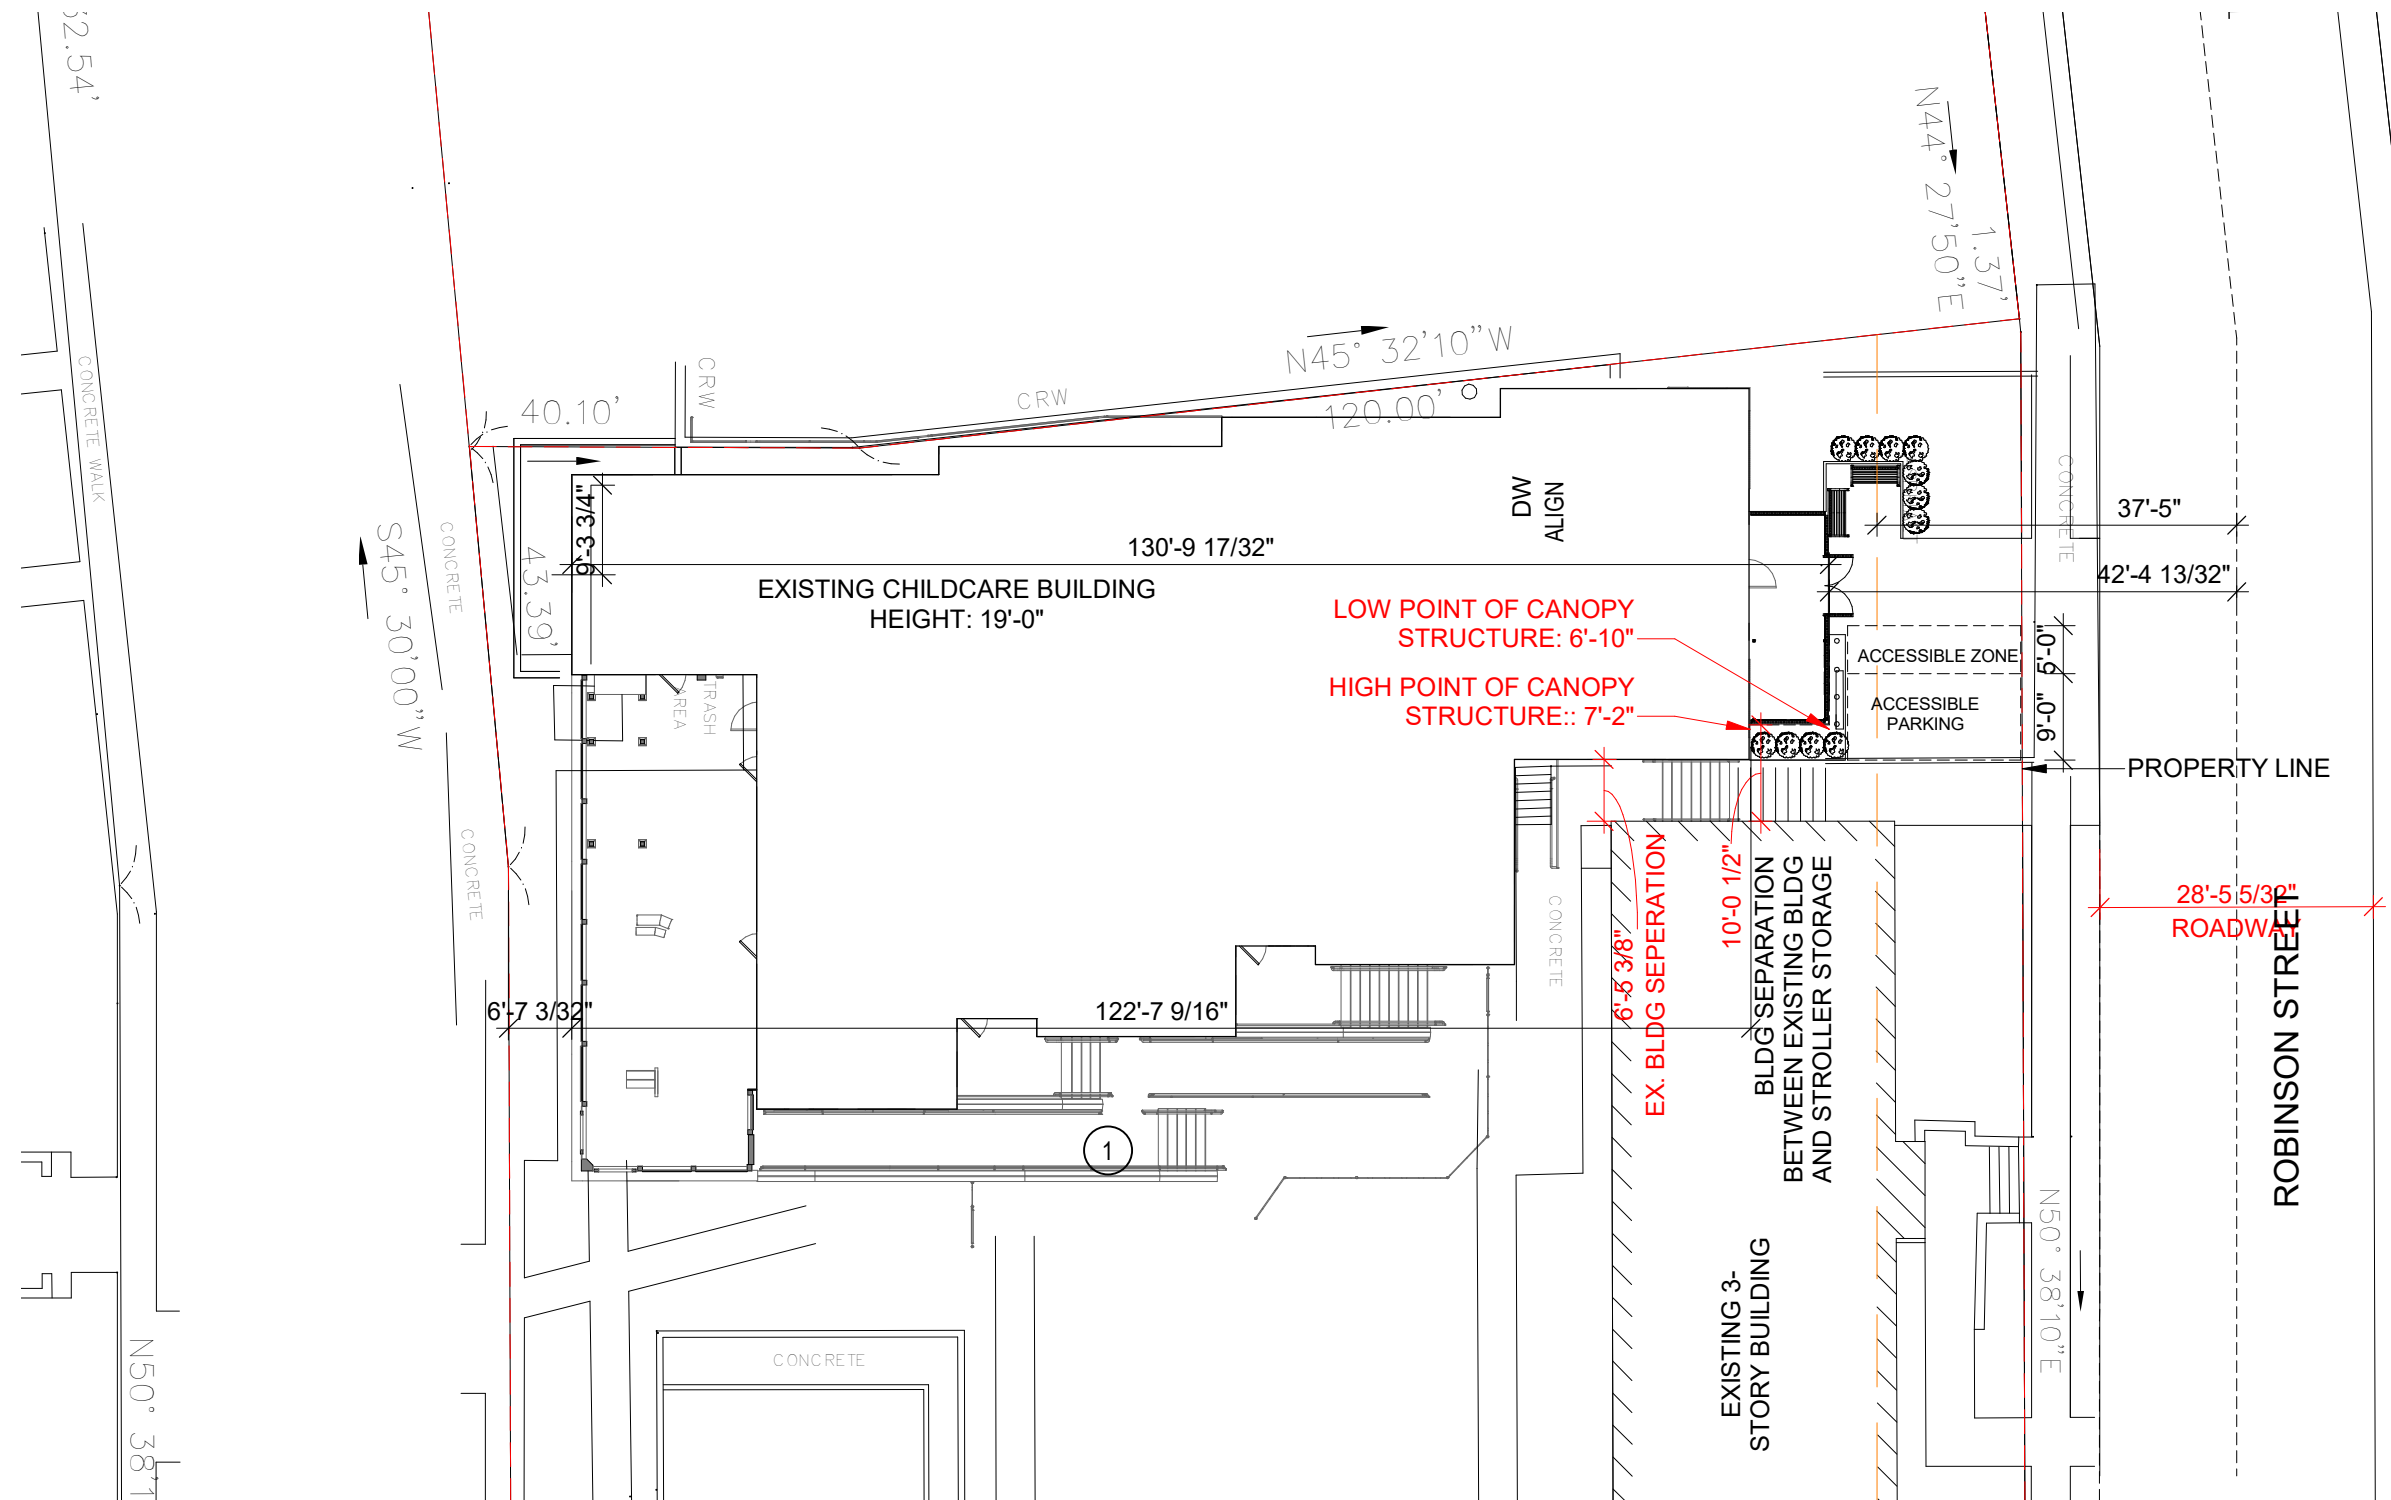 32.54'
N44° 27'50"E
1.37'
N45° 32'10"W
CRW
CRW
40.10'
120.00'
CONCRETE WALK
S45° 30'00"W
CONCRETE
43.39'
9'-3 3/4"
DW
ALIGN
CONCRETE
37'-5"
130'-9 17/32"
42'-4 13/32"
EXISTING CHILDCARE BUILDING
HEIGHT: 19'-0"
LOW POINT OF CANOPY
STRUCTURE: 6'-10"
HIGH POINT OF CANOPY
STRUCTURE:: 7'-2"
ACCESSIBLE ZONE
5'-0"
ACCESSIBLE
PARKING
9'-0"
TRASH
AREA
PROPERTY LINE
CONCRETE
CONCRETE
6'-5 3/8"
EX. BLDG SEPERATION
10'-0 1/2"
BLDG SEPARATION
BETWEEN EXISTING BLDG
AND STROLLER STORAGE
28'-5 5/32"
ROADWAY
ROBINSON STREET
6'-7 3/32"
122'-7 9/16"
1
EXISTING 3-
STORY BUILDING
N50° 38'10"E
CONCRETE
N50° 38'1